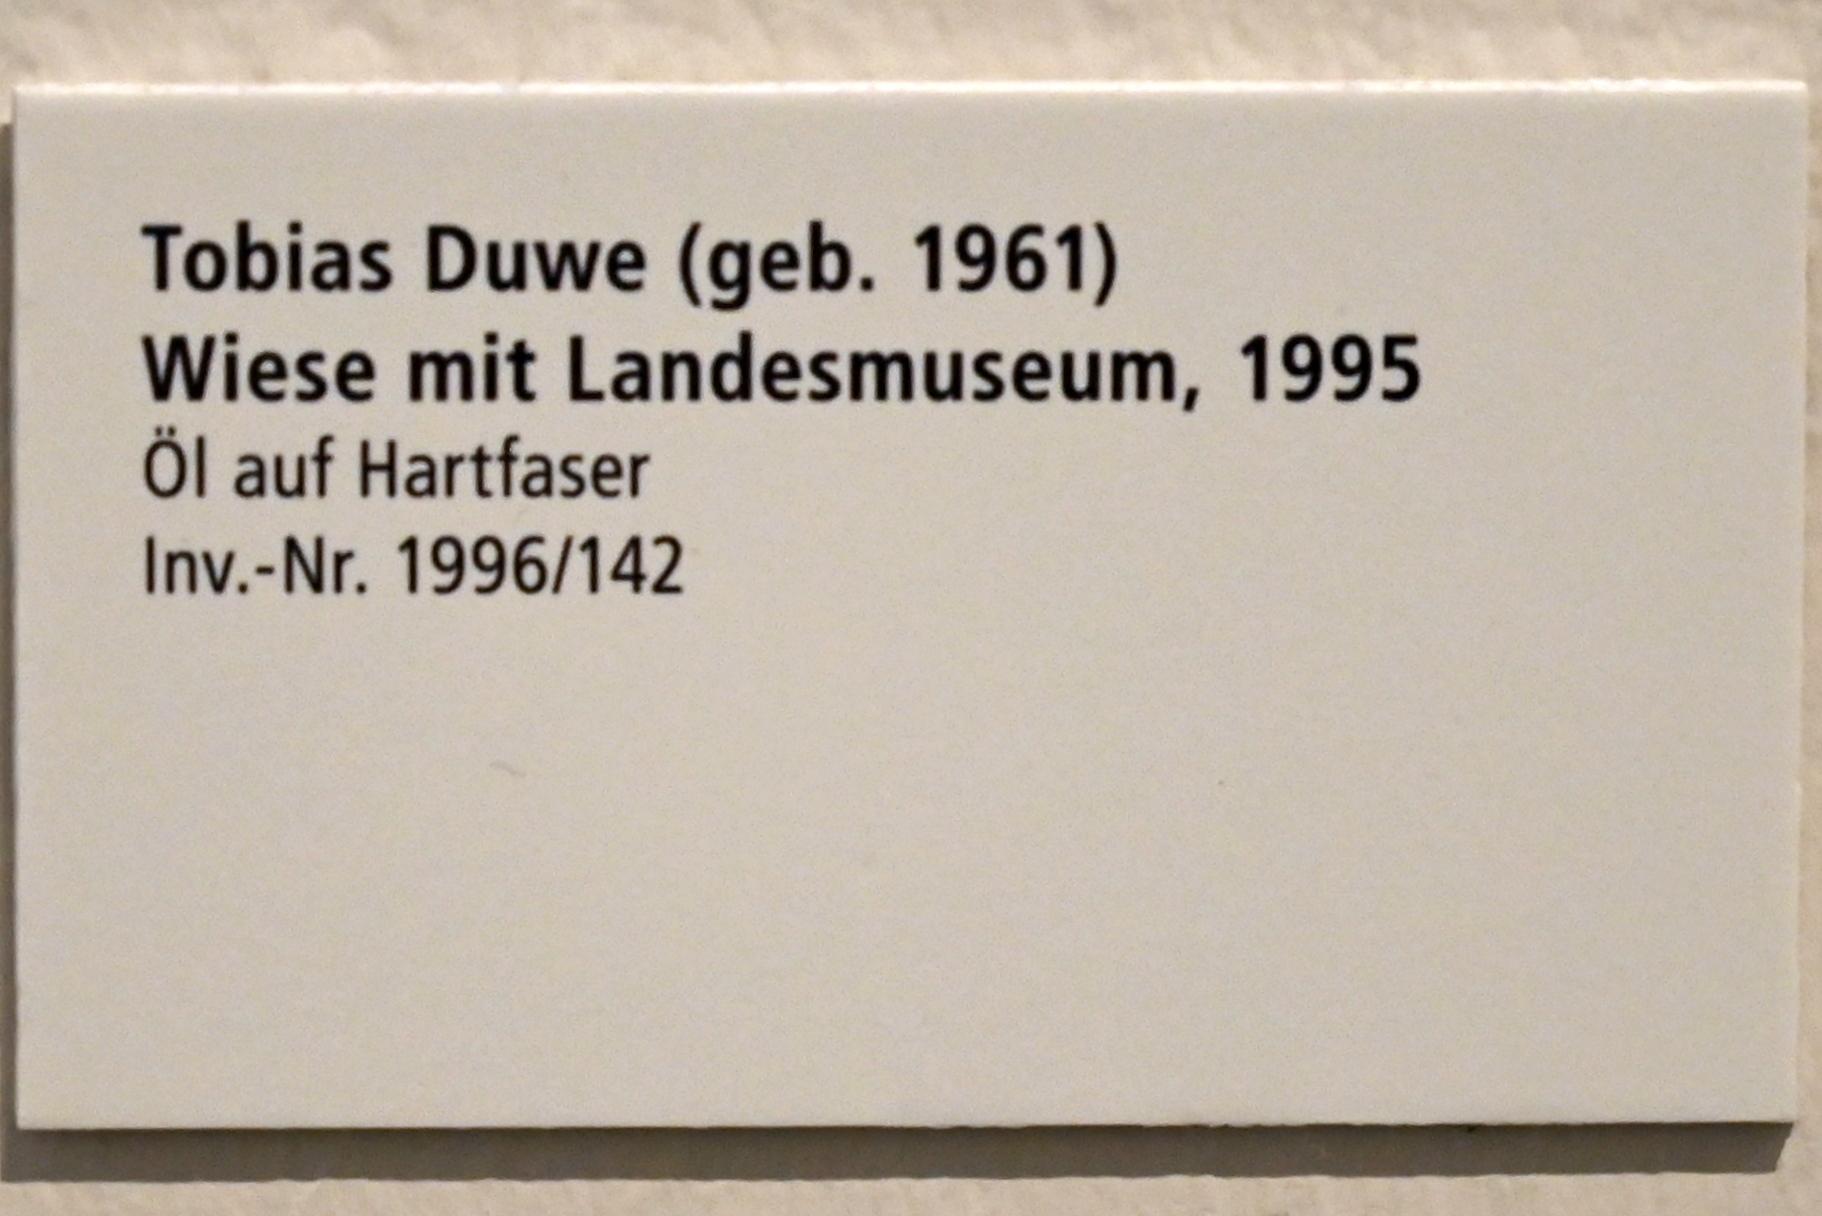 Tobias Duwe (geb. 1961)
Wiese mit Landesmuseum, 1995
Öl auf Hartfaser
Inv.-Nr. 1996/142